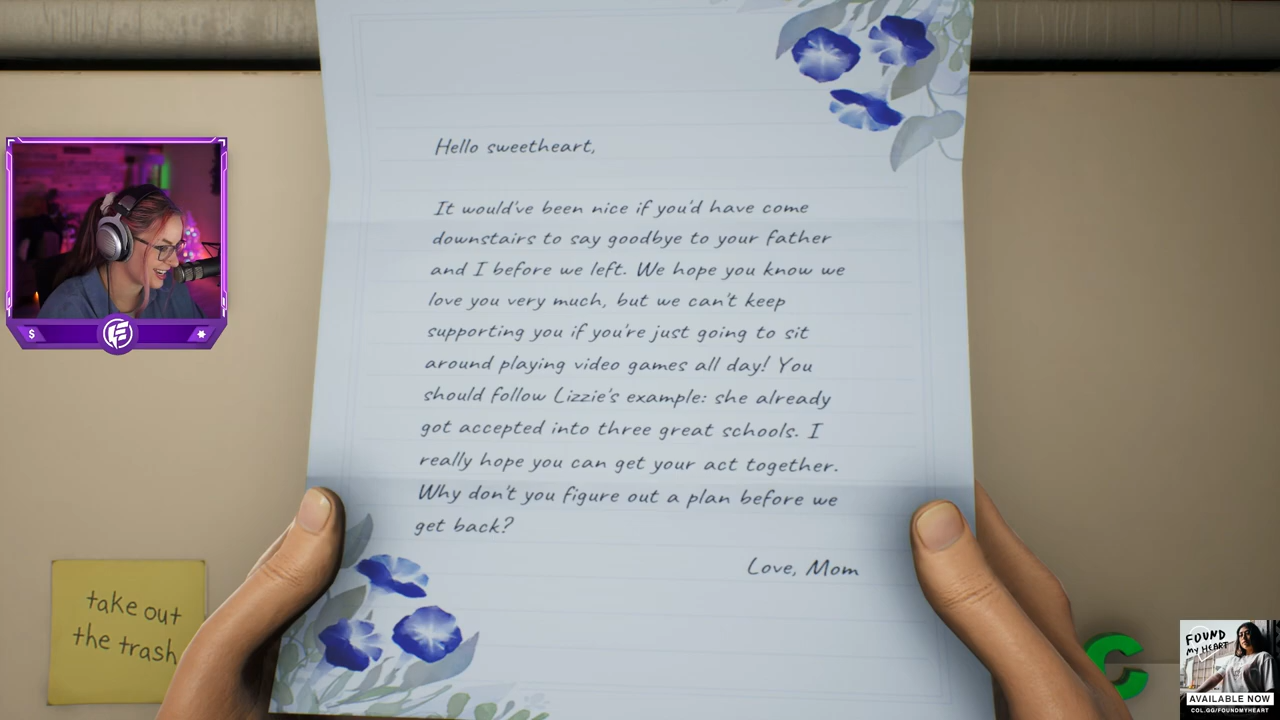 Hello sweetheart,
It would've been nice if you'd have come
downstairs to say goodbye to your father
and I before we left. We hope you know we
love you very much, but we can't keep
supporting you if you're just going to sit
around playing video games all day! You
should follow Lizzie's example: she already
got accepted into three great schools. I
really hope you can get your act together.
Why don't you figure out a plan before we
get back?
Love, Mom
take out
the trash
$
LE
C
FOUND
MY HEART
AVAILABLE NOW
COL.GG/FOUNDMYHEART